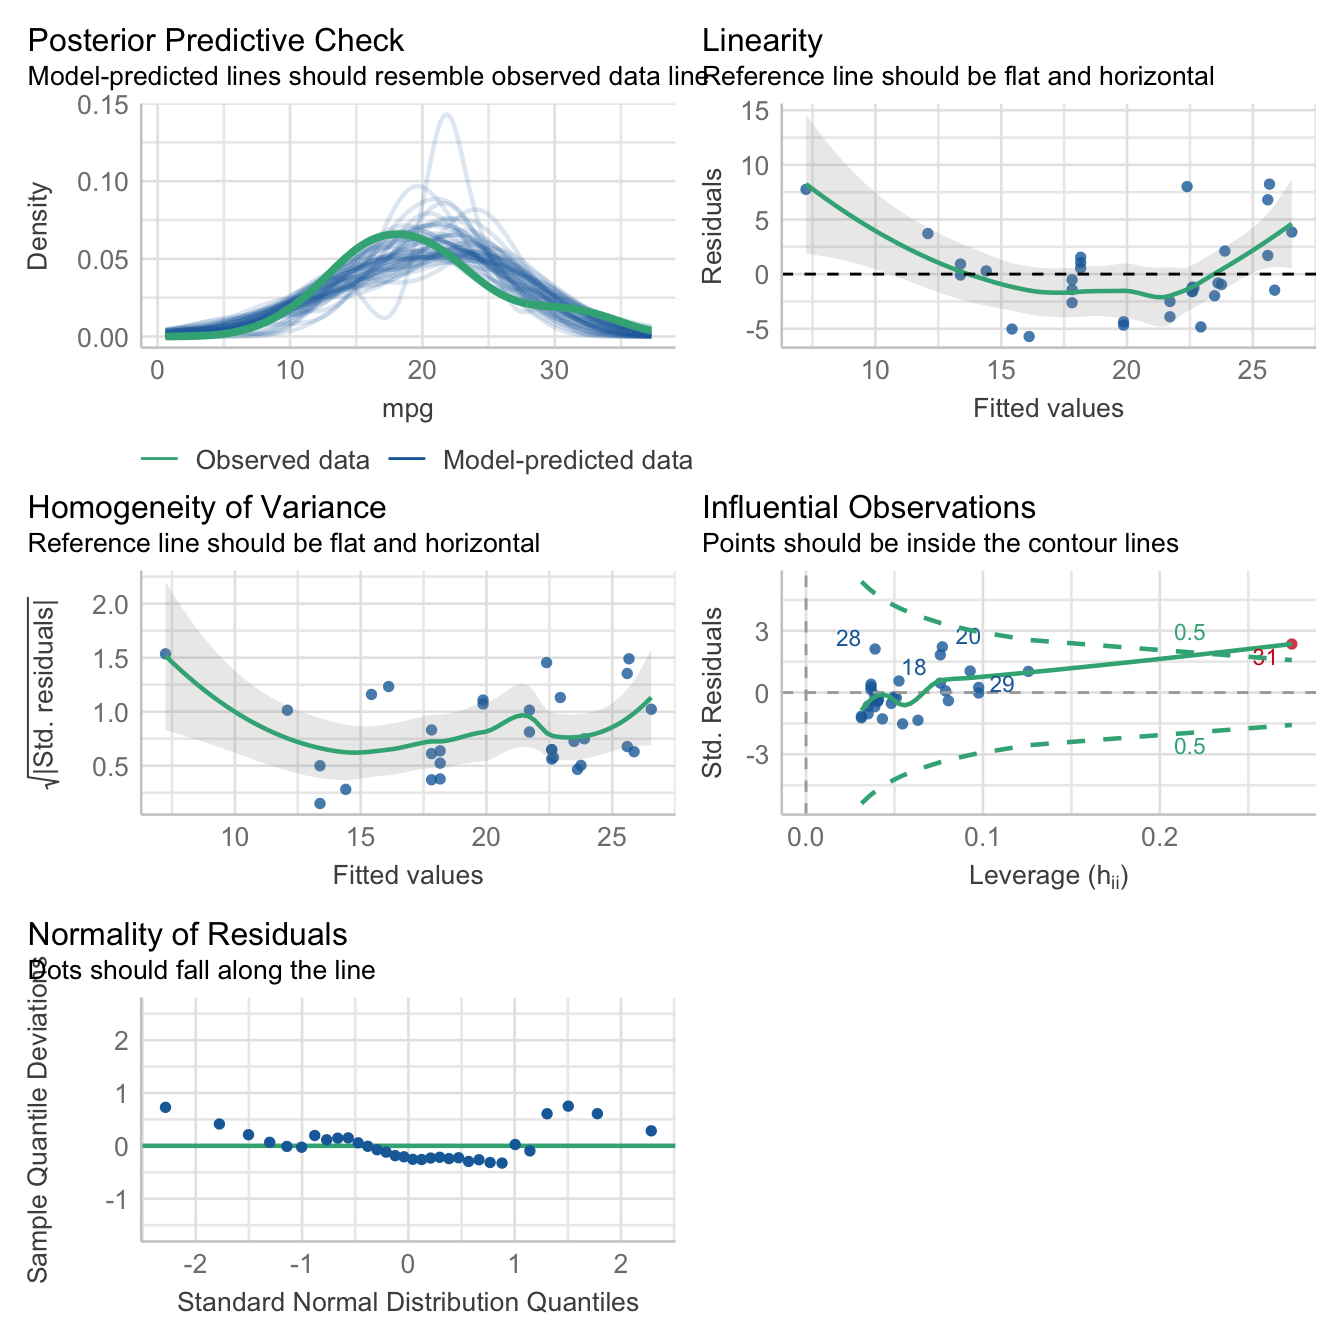 Posterior Predictive Check
Model-predicted lines should resemble observed data line
0.15
0.10
0.05
0.00
Density
0
10
20
30
mpg
Observed data
Model-predicted data
Linearity
Reference line should be flat and horizontal
15
10
5
0
-5
Residuals
10
15
20
25
Fitted values
Homogeneity of Variance
Reference line should be flat and horizontal
2.0
1.5
1.0
0.5
√|Std. residuals|
10
15
20
25
Fitted values
Influential Observations
Points should be inside the contour lines
3
0
-3
Std. Residuals
28
20
18
29
31
0.5
0.5
0.0
0.1
0.2
Leverage (hii)
Normality of Residuals
Dots should fall along the line
2
1
0
-1
Sample Quantile Deviations
-2
-1
0
1
2
Standard Normal Distribution Quantiles